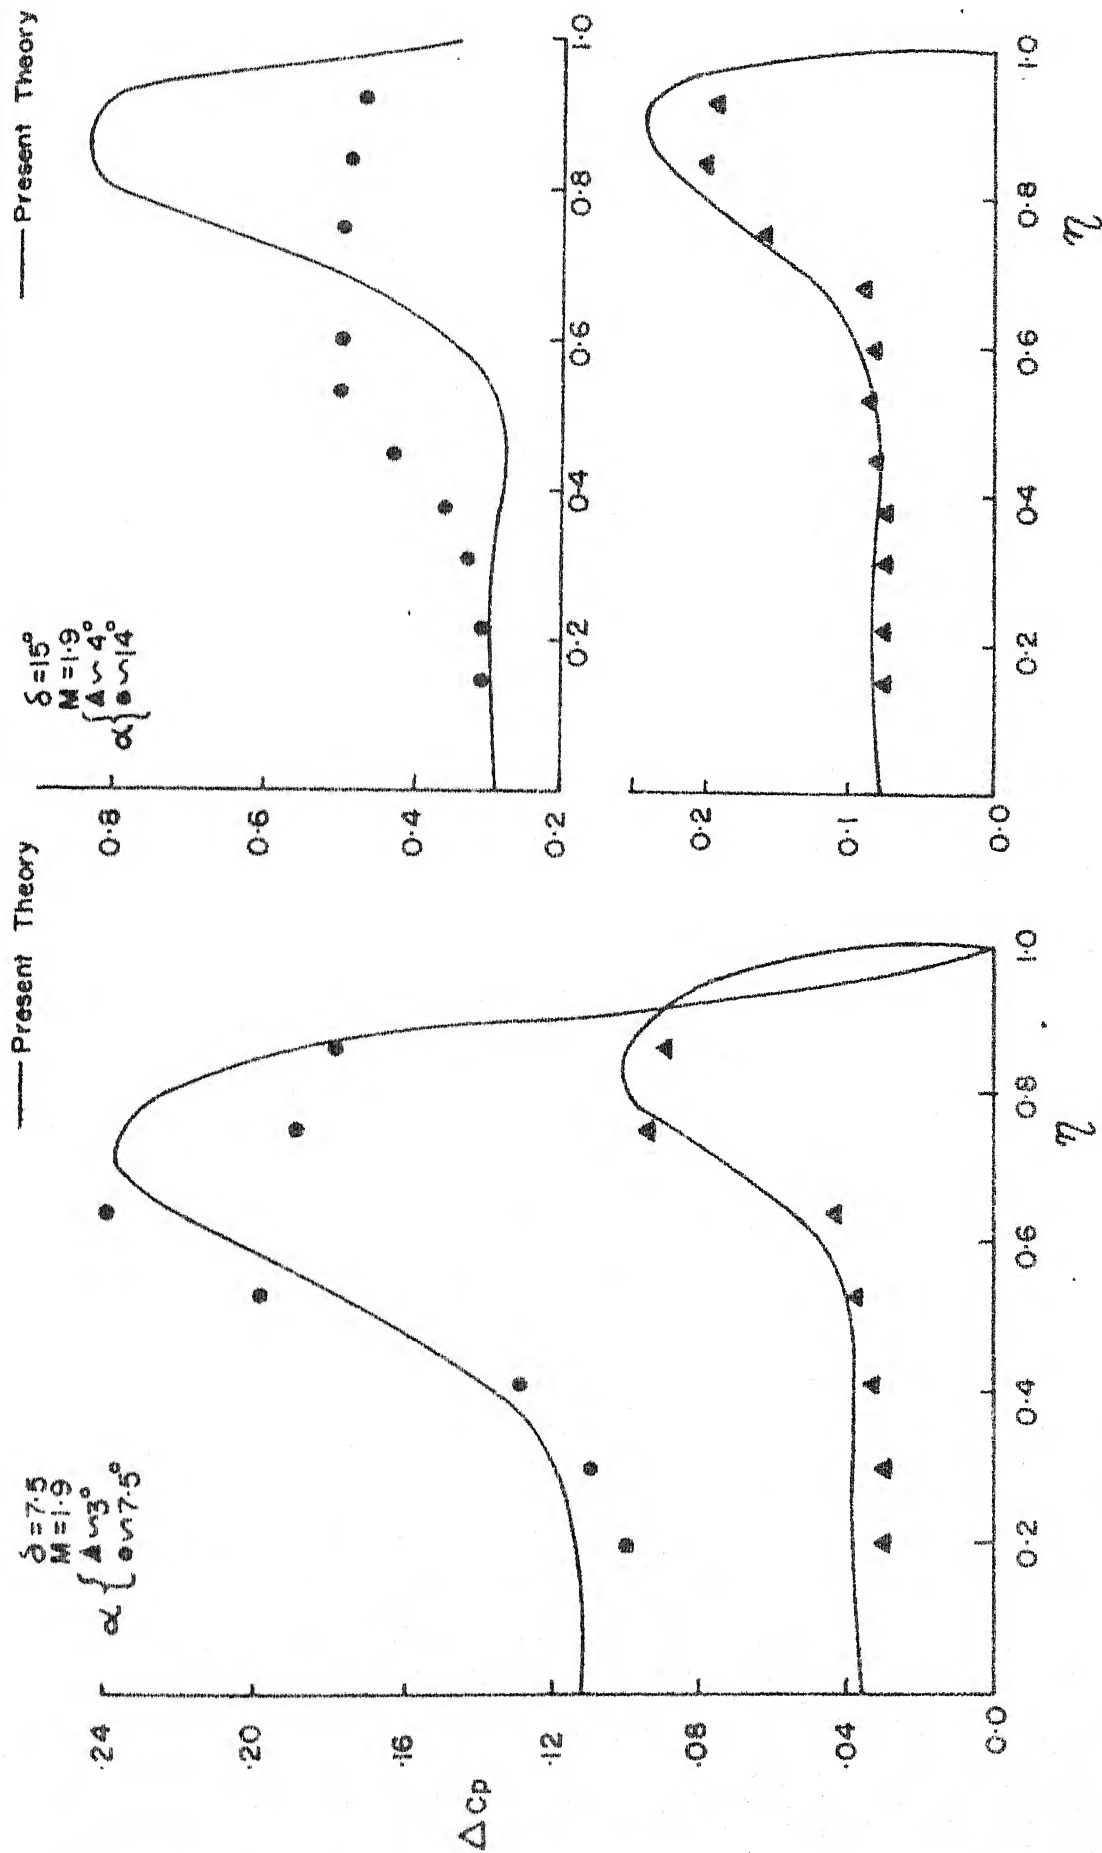 — Present Theory
δ = 7.5
M = 1.9
α { ▲ ~ 3°
● ~ 7.5°
.24
.20
.16
.12
.08
.04
0.0
ΔCp
0.2
0.4
0.6
0.8
1.0
η
— Present Theory
δ = 15°
M = 1.9
α { ▲ ~ 4°
● ~ 14°
0.8
0.6
0.4
0.2
0.2
0.4
0.6
0.8
1.0
0.2
0.1
0.0
0.2
0.4
0.6
0.8
1.0
η